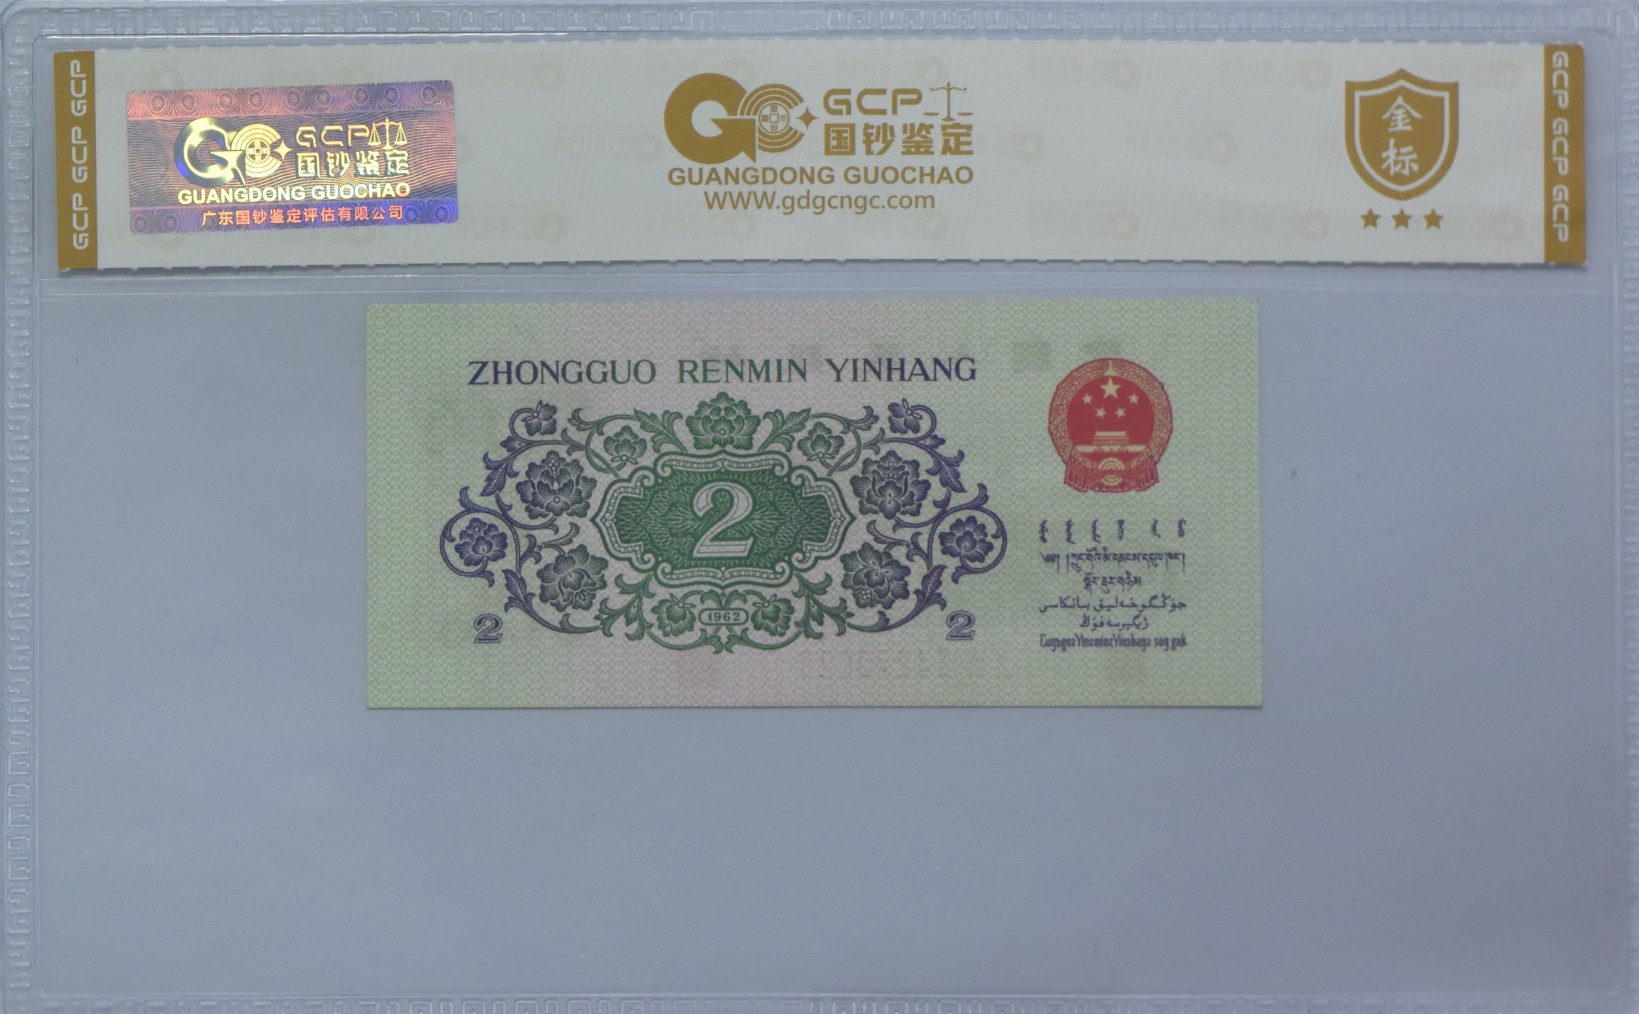 GCP GCP GCP
GCP
国钞鉴定
GUANGDONG GUOCHAO
广东国钞鉴定评估有限公司
GCP
国钞鉴定
GUANGDONG GUOCHAO
www.gdgcngc.com
金标
GCP GCP GCP
ZHONGGUO RENMIN YINHANG
2
1962
2
2
جۇڭگوخەلىق بانكاسى